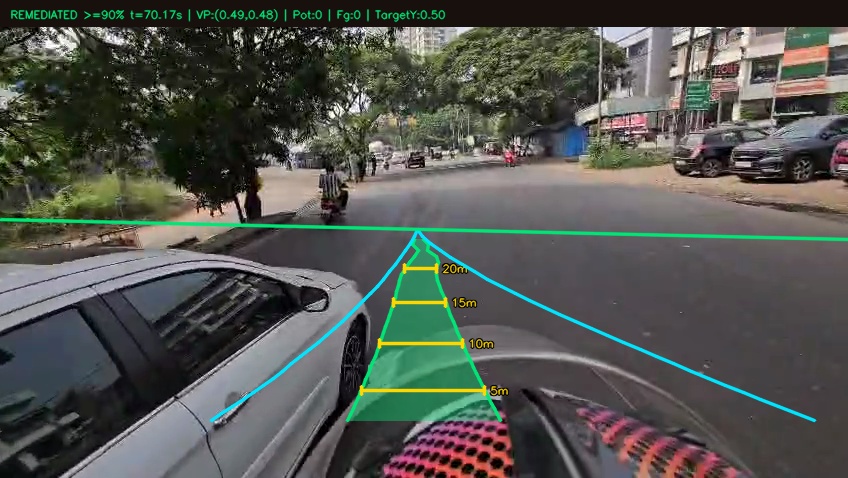 REMEDIATED >=90% t=70.17s | VP:(0.49,0.48) | Pot:0 | Fg:0 | TargetY:0.50
20m
15m
10m
5m